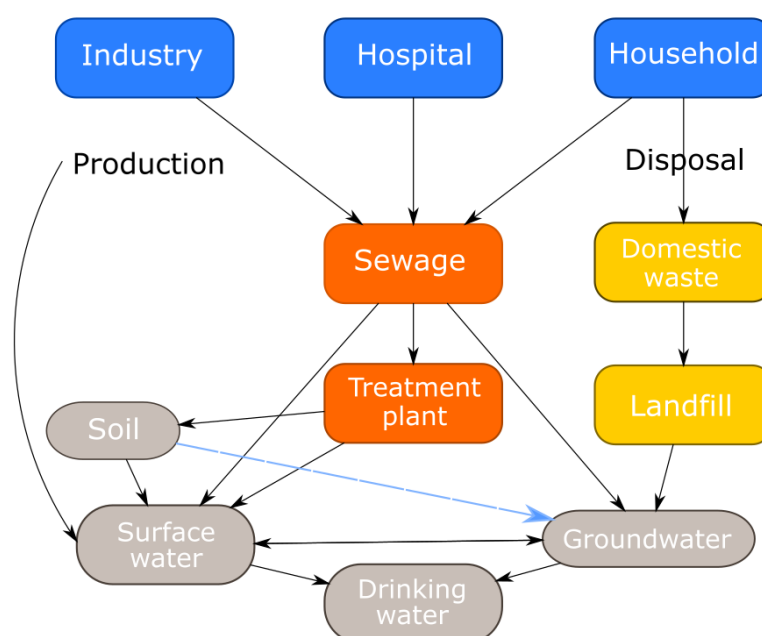 Industry
Hospital
Household
Production
Disposal
Sewage
Domestic
waste
Treatment
plant
Landfill
Soil
Surface
water
Groundwater
Drinking
water